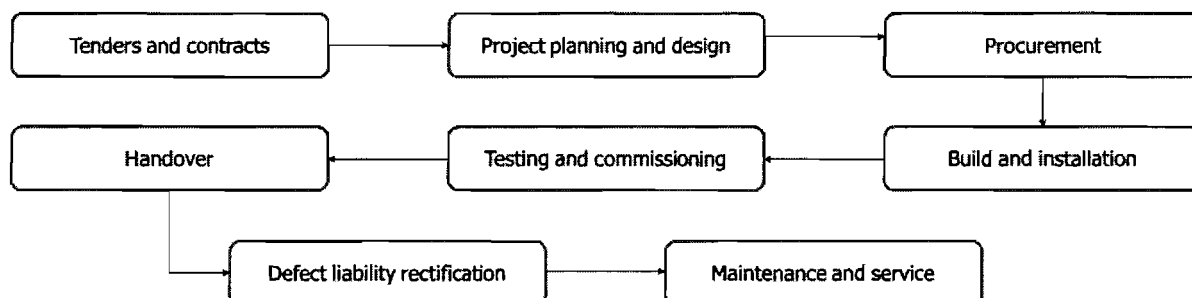 Tenders and contracts
Project planning and design
Procurement
Build and installation
Testing and commissioning
Handover
Defect liability rectification
Maintenance and service